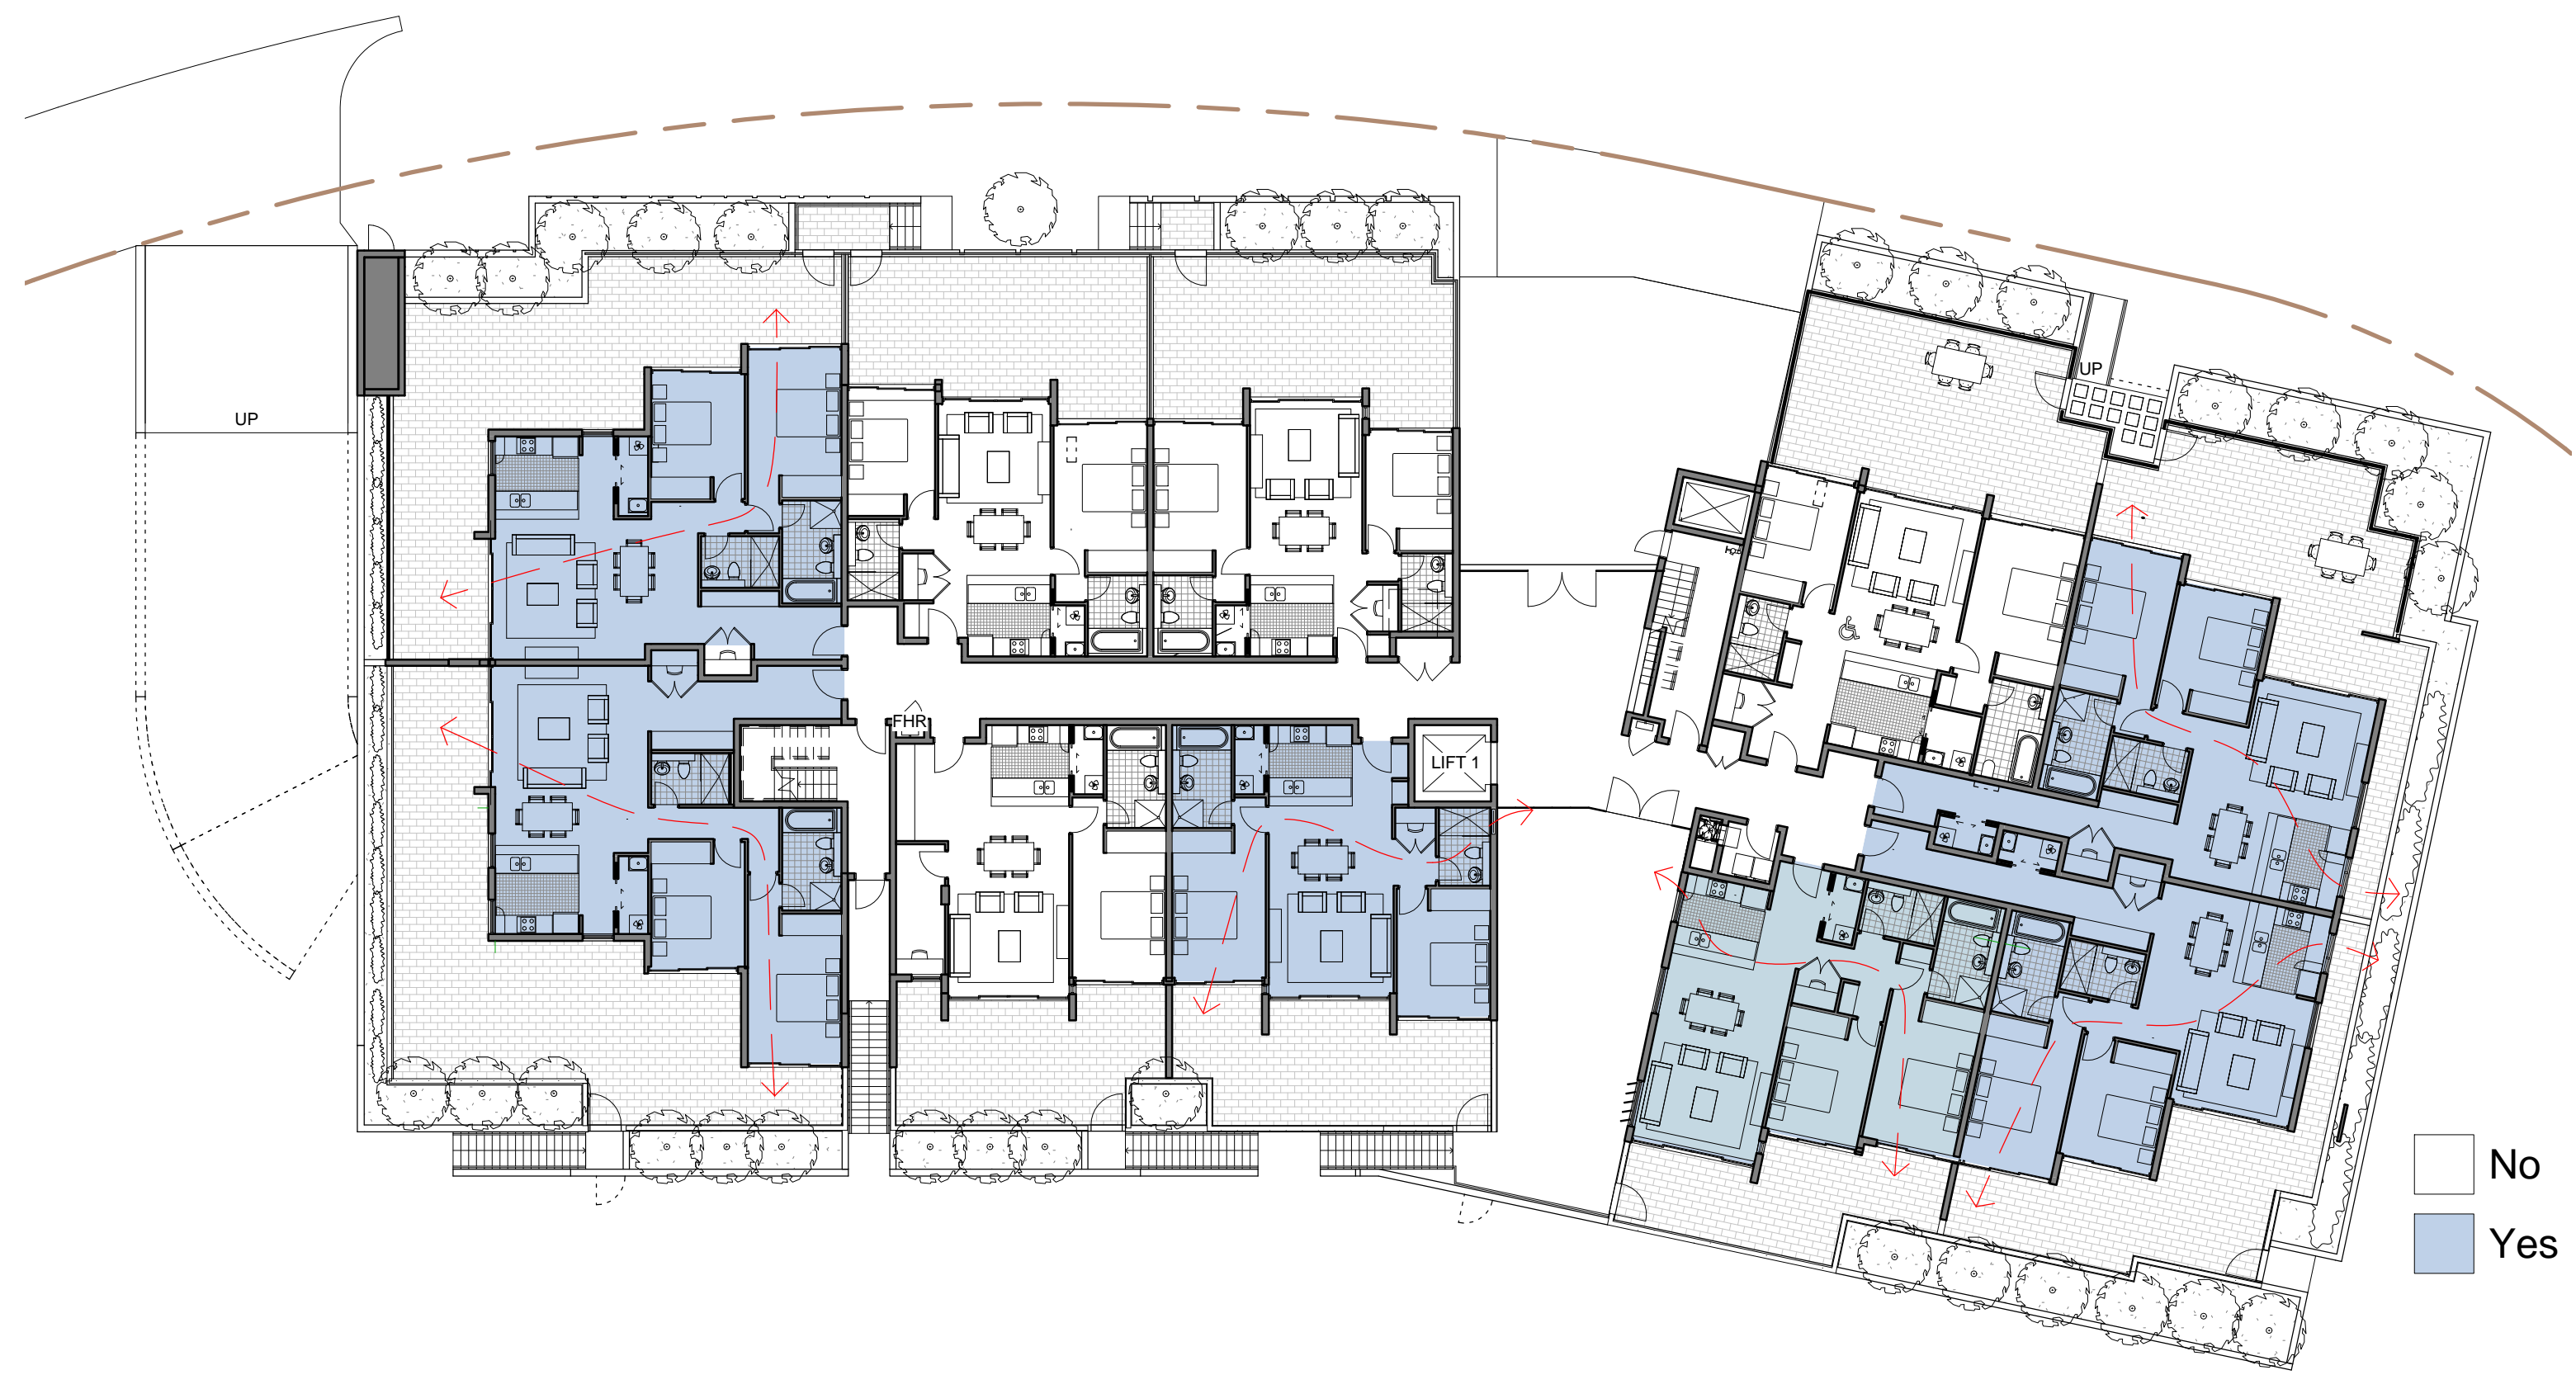 UP
UP
FHR
LIFT 1
No
Yes